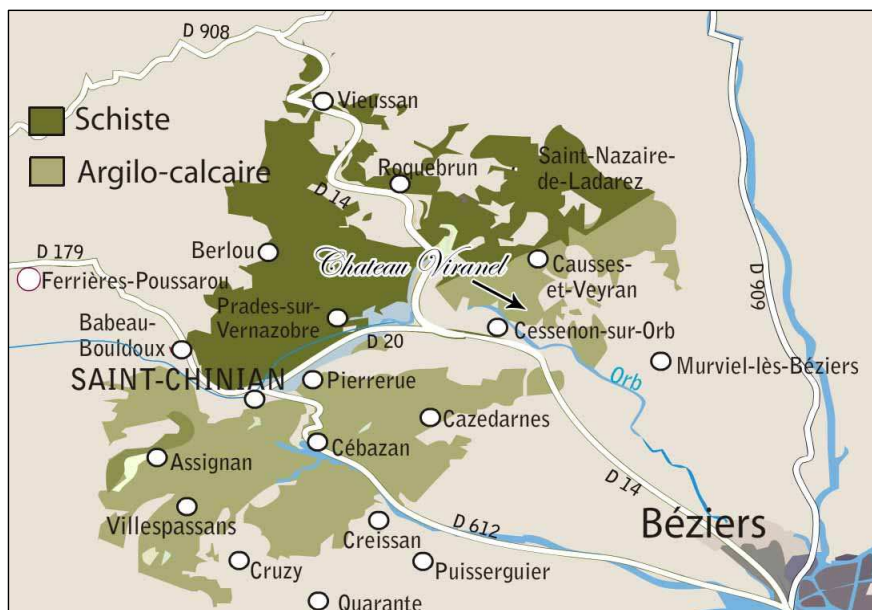 D 908
Vieussan
Schiste
Argilo-calcaire
Saint-Nazaire-
de-Ladarez
Roquebrun
D 14
Berlou
D 179
Ferrières-Poussarou
Chateau Viranel
Causses-
et-Veyran
D 909
Prades-sur-
Vernazobre
Babeau-
Bouldoux
Cessenon-sur-Orb
D 20
Murviel-lès-Béziers
SAINT-CHINIAN
Pierrerue
Orb
Cazedarnes
Cébazan
Assignan
D 14
Villespassans
Creissan
D 612
Béziers
Cruzy
Puisserguier
Quarante